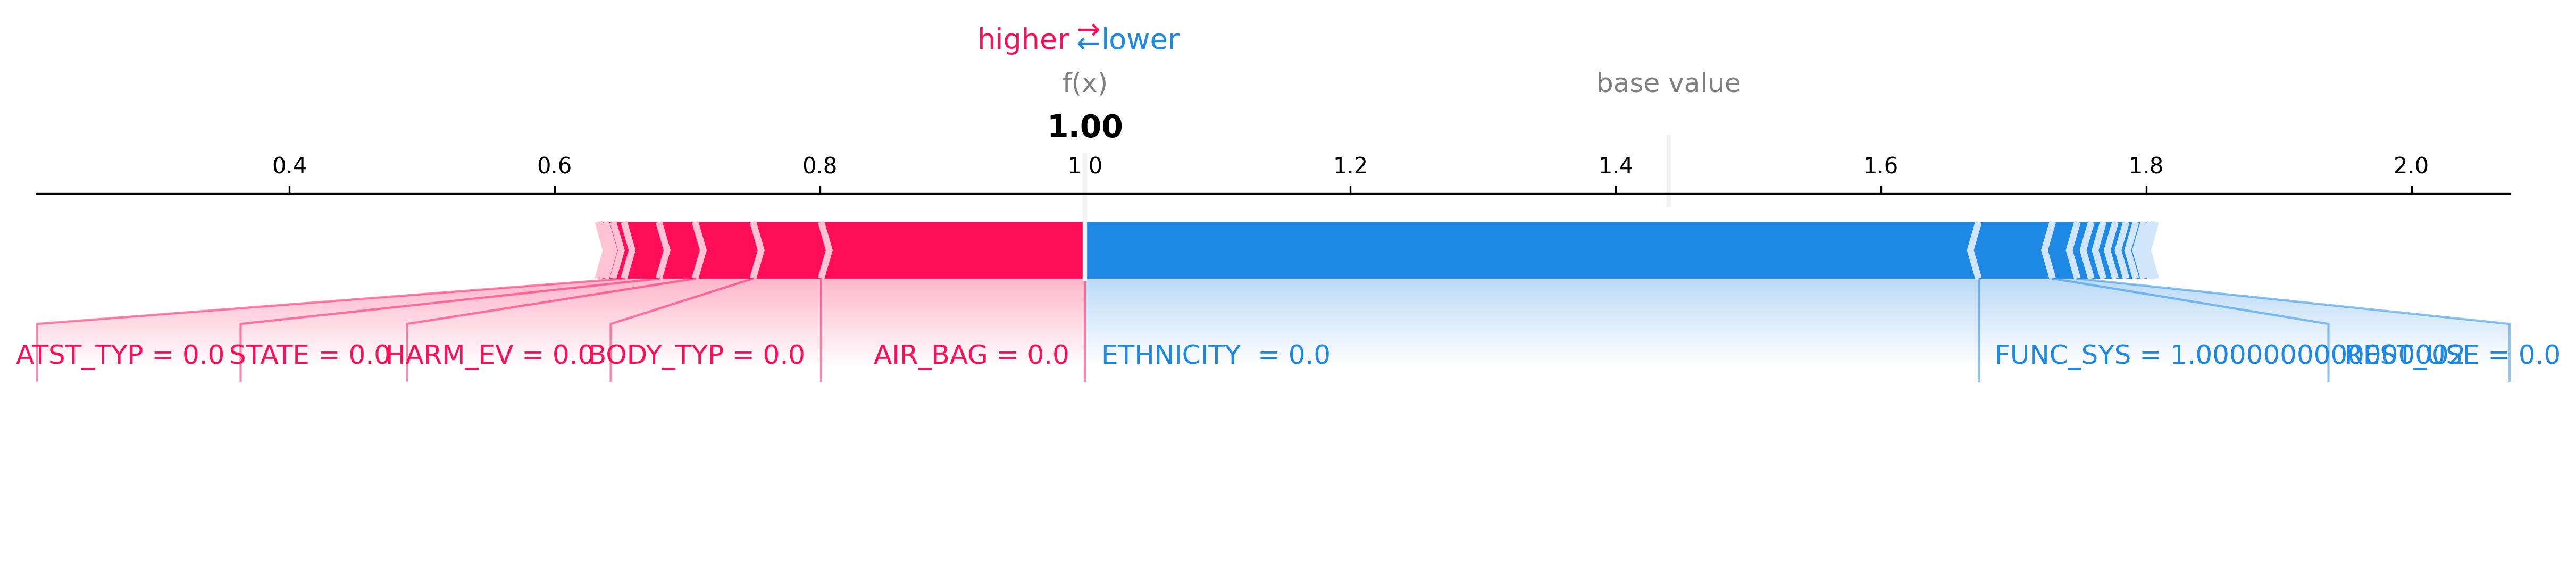 higher ⇄ lower
f(x) base value
1.00
0.4 0.6 0.8 1.0 1.2 1.4 1.6 1.8 2.0
ATST_TYP = 0.0 STATE = 0.0 HARM_EV = 0.0 BODY_TYP = 0.0 AIR_BAG = 0.0 ETHNICITY = 0.0 FUNC_SYS = 1.0000000000000002 REST_USE = 0.0